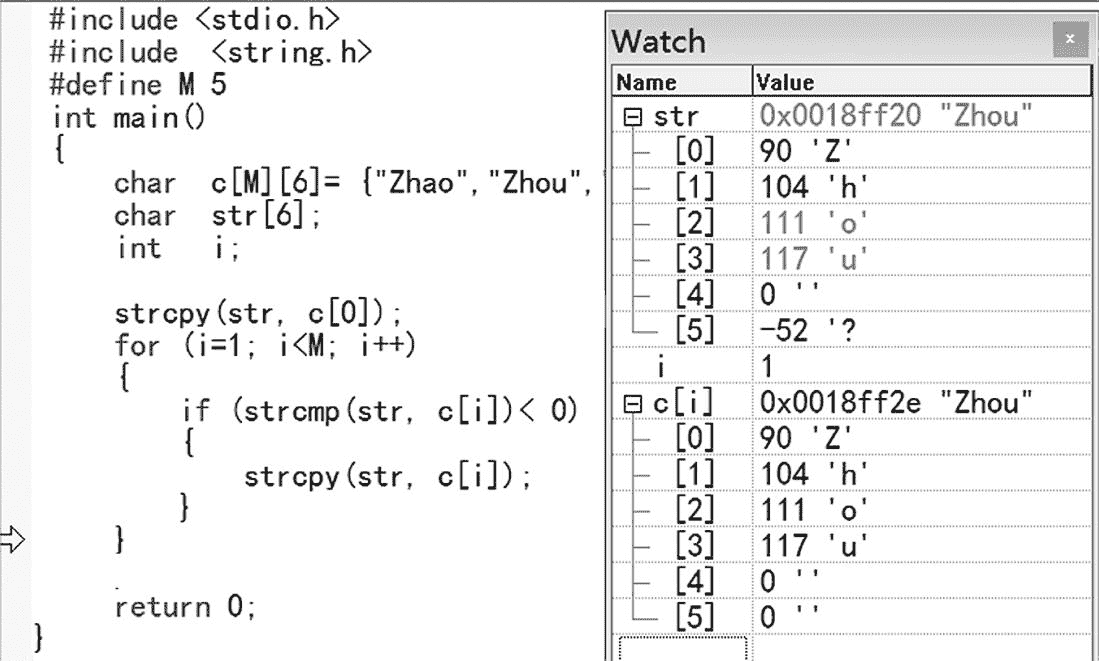 #include <stdio.h>
#include  <string.h>
#define M 5
int main()
{
char  c[M][6]= {"Zhao","Zhou",
char  str[6];
int   i;
strcpy(str, c[0]);
for (i=1; i<M; i++)
{
if (strcmp(str, c[i])< 0)
{
strcpy(str, c[i]);
}
}
return 0;
}
Watch
Name Value
str 0x0018ff20 "Zhou"
[0] 90 'Z'
[1] 104 'h'
[2] 111 'o'
[3] 117 'u'
[4] 0 ''
[5] -52 '?
i 1
c[i] 0x0018ff2e "Zhou"
[0] 90 'Z'
[1] 104 'h'
[2] 111 'o'
[3] 117 'u'
[4] 0 ''
[5] 0 ''